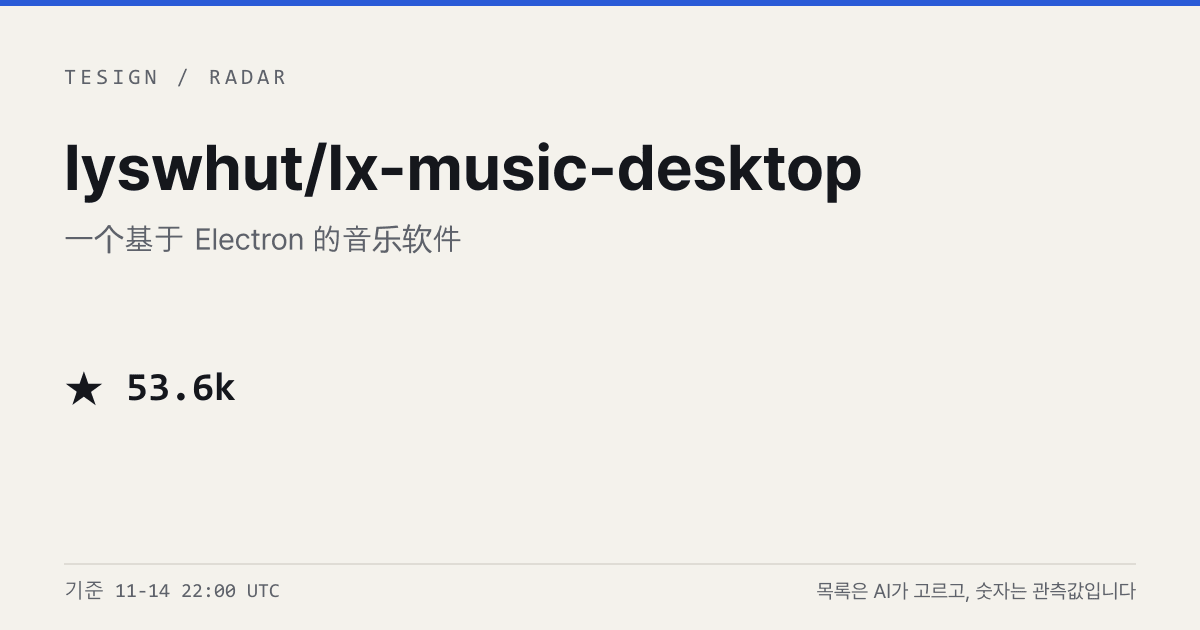 TESIGN / RADAR
lyswhut/lx-music-desktop
一个基于 Electron 的音乐软件
★ 53.6k
기준 11-14 22:00 UTC
목록은 AI가 고르고, 숫자는 관측값입니다